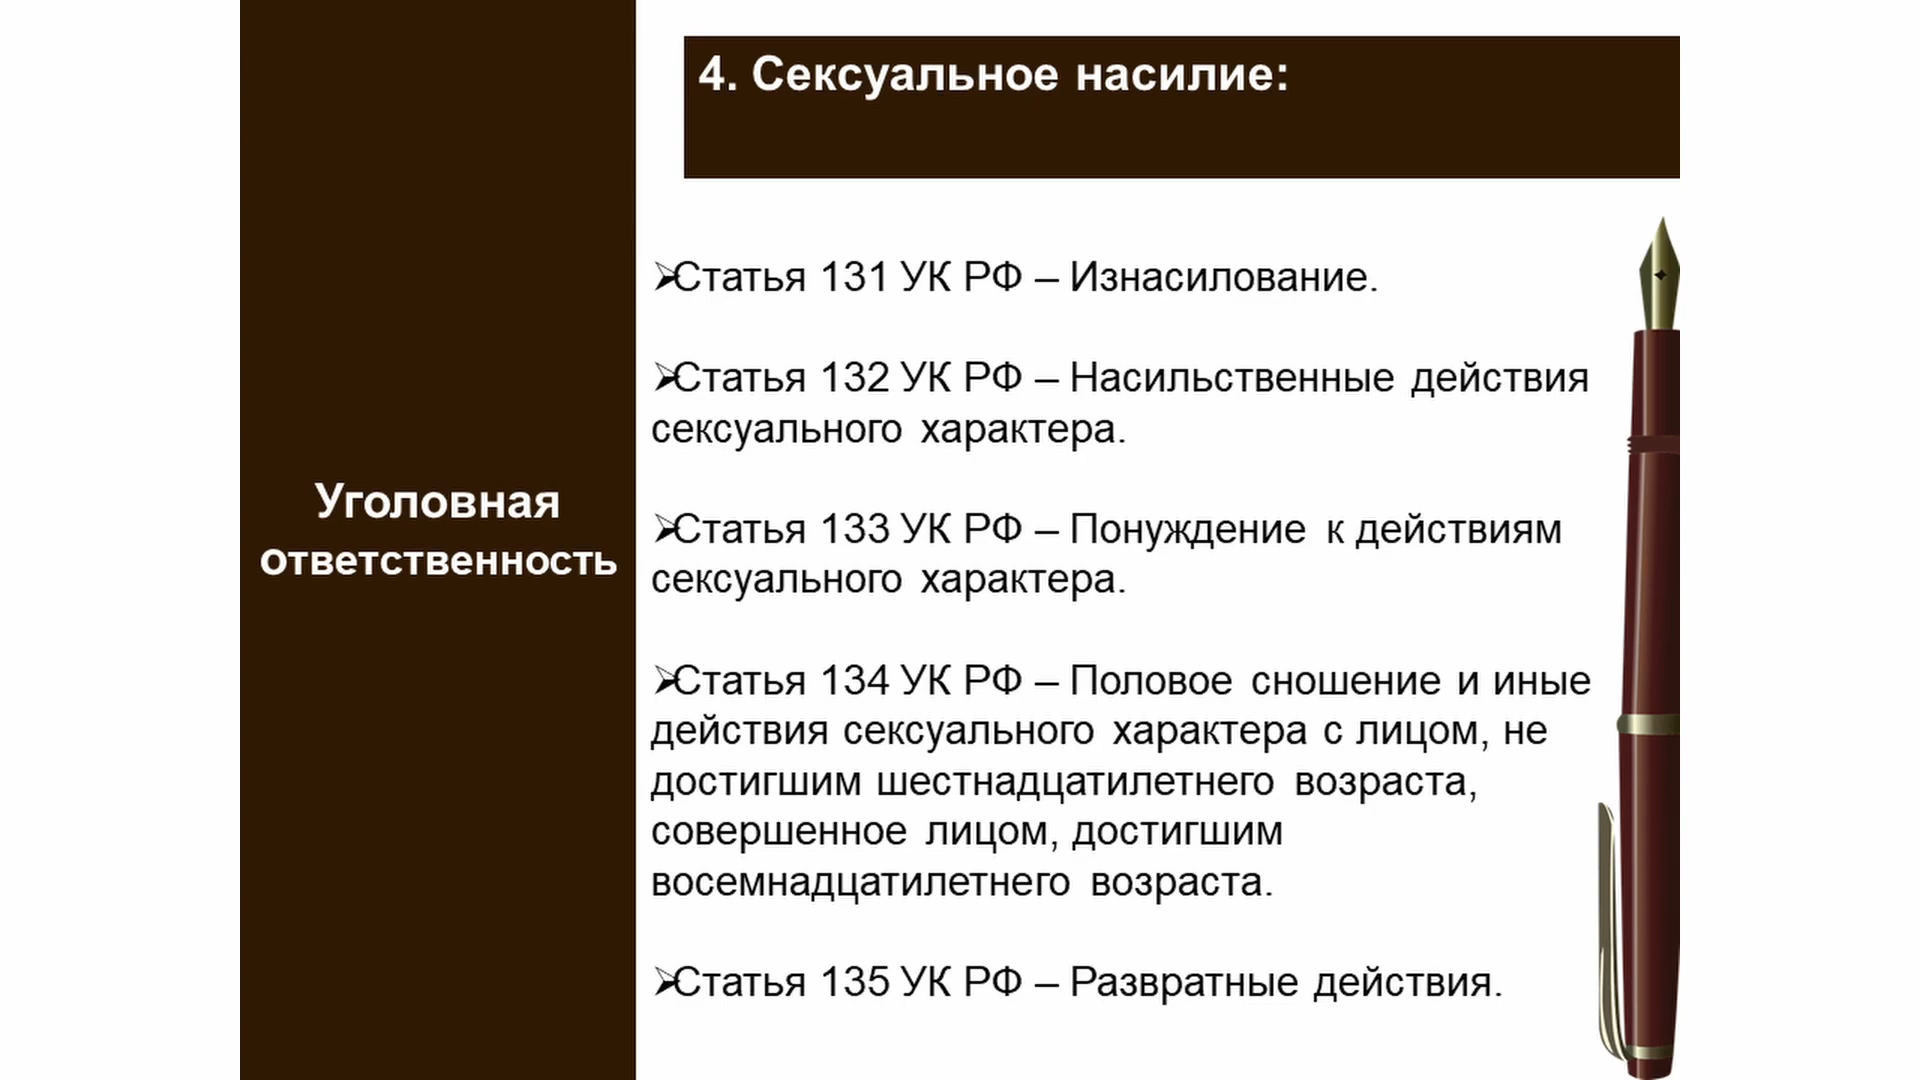 4. Сексуальное насилие:
Уголовная
ответственность
➢Статья 131 УК РФ – Изнасилование.
➢Статья 132 УК РФ – Насильственные действия
сексуального характера.
➢Статья 133 УК РФ – Понуждение к действиям
сексуального характера.
➢Статья 134 УК РФ – Половое сношение и иные
действия сексуального характера с лицом, не
достигшим шестнадцатилетнего возраста,
совершенное лицом, достигшим
восемнадцатилетнего возраста.
➢Статья 135 УК РФ – Развратные действия.